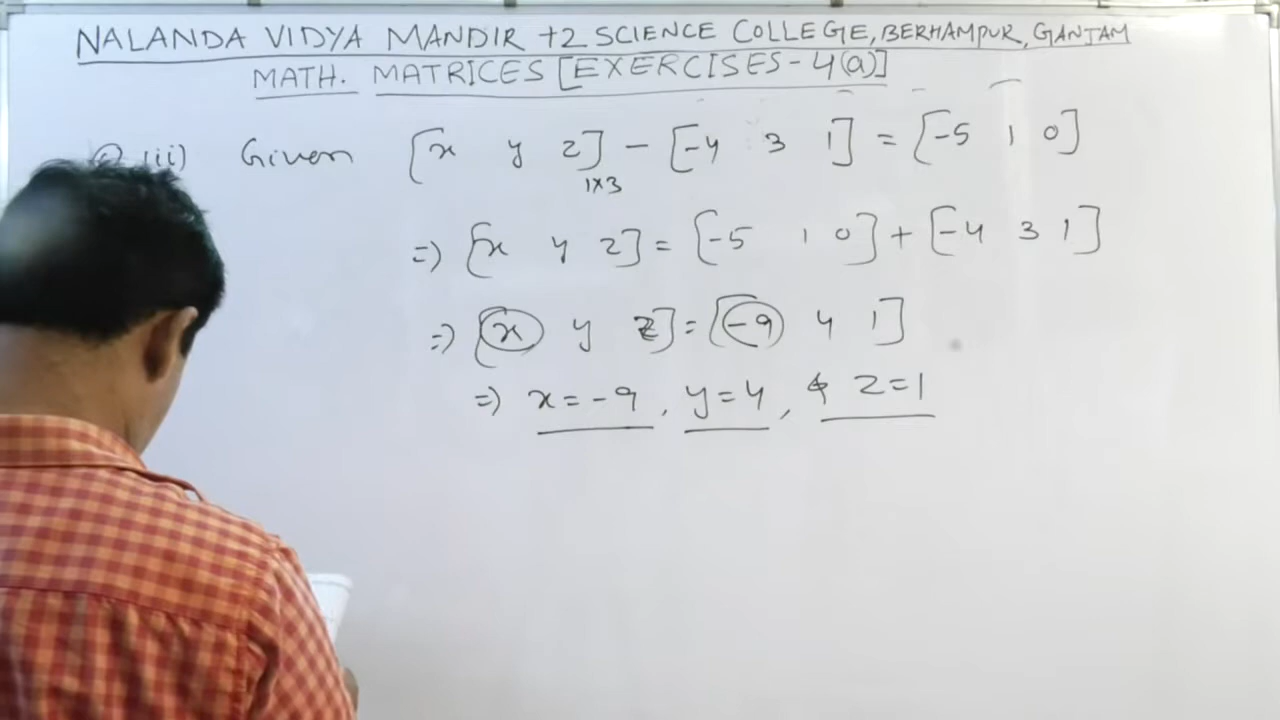 NALANDA VIDYA MANDIR +2 SCIENCE COLLEGE, BERHAMPUR, GANJAM
MATH. MATRICES [EXERCISES-4(a)]
(ii) Given [x y z]1×3 - [-4 3 1] = [-5 1 0]
=) [x y z] = [-5 1 0] + [-4 3 1]
=) [x y z] = [-9 4 1]
=) x = -9, y = 4, & z = 1